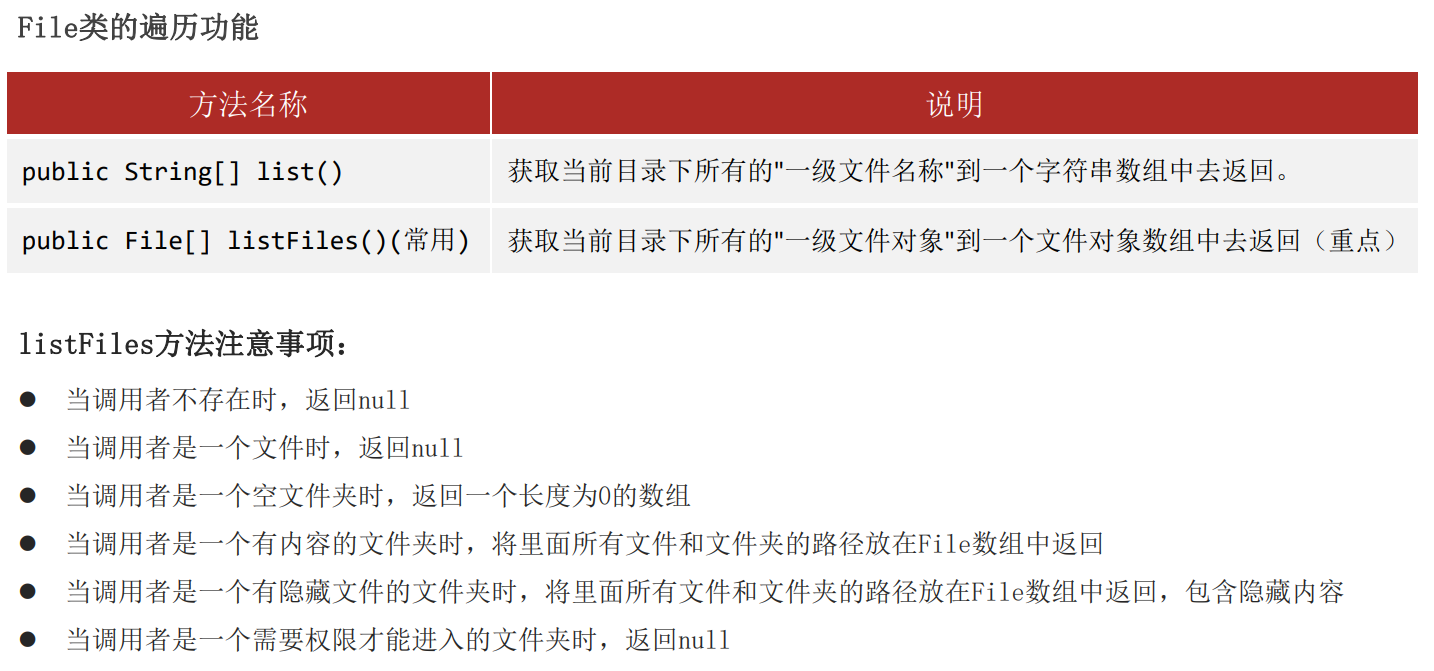 File类的遍历功能
方法名称 说明
public String[] list() 获取当前目录下所有的"一级文件名称"到一个字符串数组中去返回。
public File[] listFiles()(常用) 获取当前目录下所有的"一级文件对象"到一个文件对象数组中去返回（重点）
listFiles方法注意事项：
● 当调用者不存在时，返回null
● 当调用者是一个文件时，返回null
● 当调用者是一个空文件夹时，返回一个长度为0的数组
● 当调用者是一个有内容的文件夹时，将里面所有文件和文件夹的路径放在File数组中返回
● 当调用者是一个有隐藏文件的文件夹时，将里面所有文件和文件夹的路径放在File数组中返回，包含隐藏内容
● 当调用者是一个需要权限才能进入的文件夹时，返回null